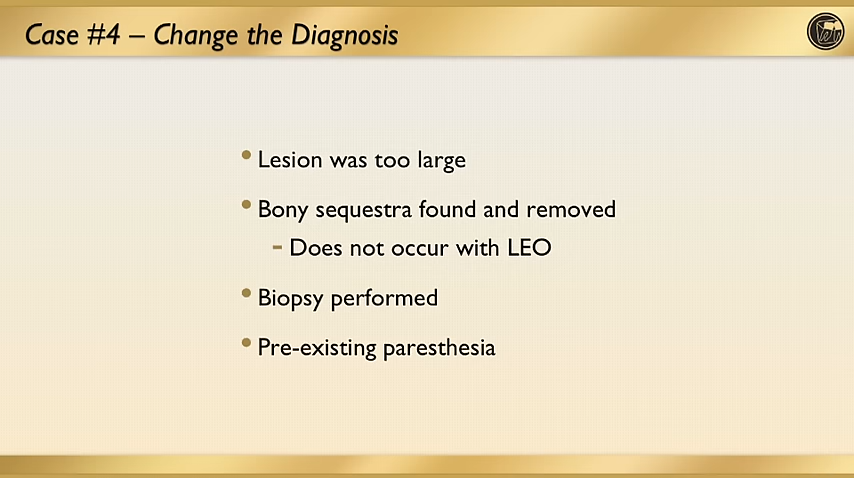 Case #4 – Change the Diagnosis
• Lesion was too large
• Bony sequestra found and removed
– Does not occur with LEO
• Biopsy performed
• Pre-existing paresthesia